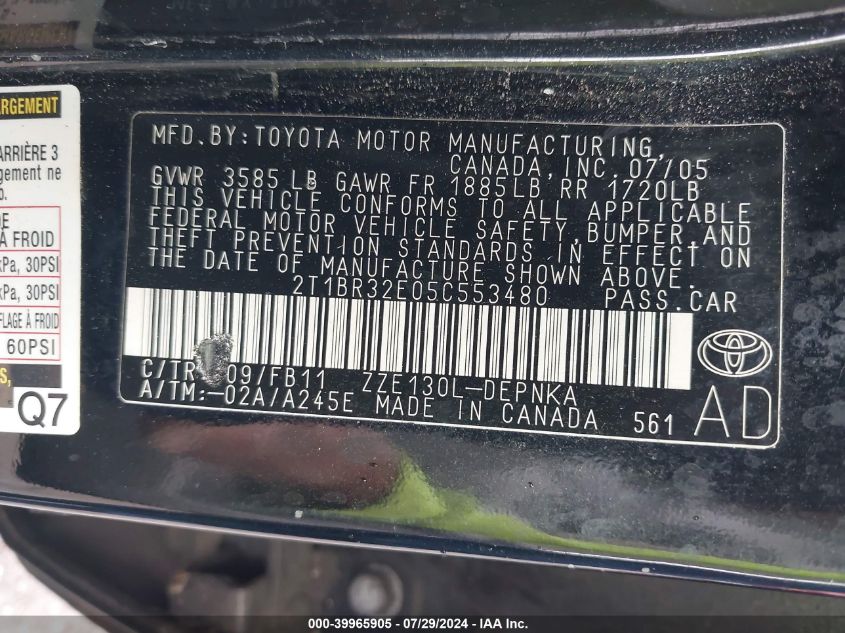 ARGEMENT
ARRIÈRE 3
gement ne
DE
À FROID
kPa, 30PSI
kPa, 30PSI
FLAGE À FROID
60PSI
Q7
MFD.BY:TOYOTA MOTOR MANUFACTURING,
CANADA,INC. 07/05
GVWR 3585 LB GAWR FR 1885LB RR 1720LB
THIS VEHICLE CONFORMS TO ALL APPLICABLE
FEDERAL MOTOR VEHICLE SAFETY,BUMPER,AND
THEFT PREVENTION STANDARDS IN EFFECT ON
THE DATE OF MANUFACTURE SHOWN ABOVE.
2T1BR32E05C553480 PASS.CAR
C/TR 09/FB11 ZZE130L-DEPNKA
A/TM:-02A/A245E MADE IN CANADA 561
AD
000-39965905 - 07/29/2024 - IAA Inc.